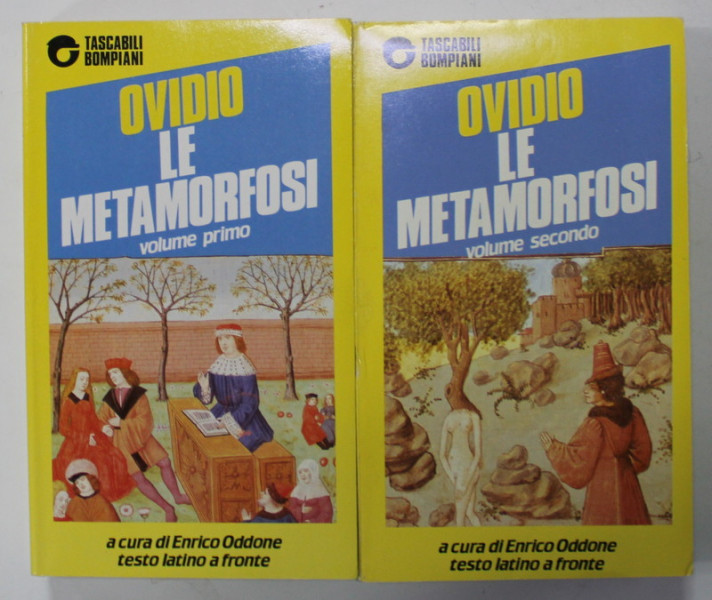 TASCABILI
BOMPIANI
OVIDIO
LE
METAMORFOSI
volume primo
a cura di Enrico Oddone
testo latino a fronte
TASCABILI
BOMPIANI
OVIDIO
LE
METAMORFOSI
volume secondo
a cura di Enrico Oddone
testo latino a fronte